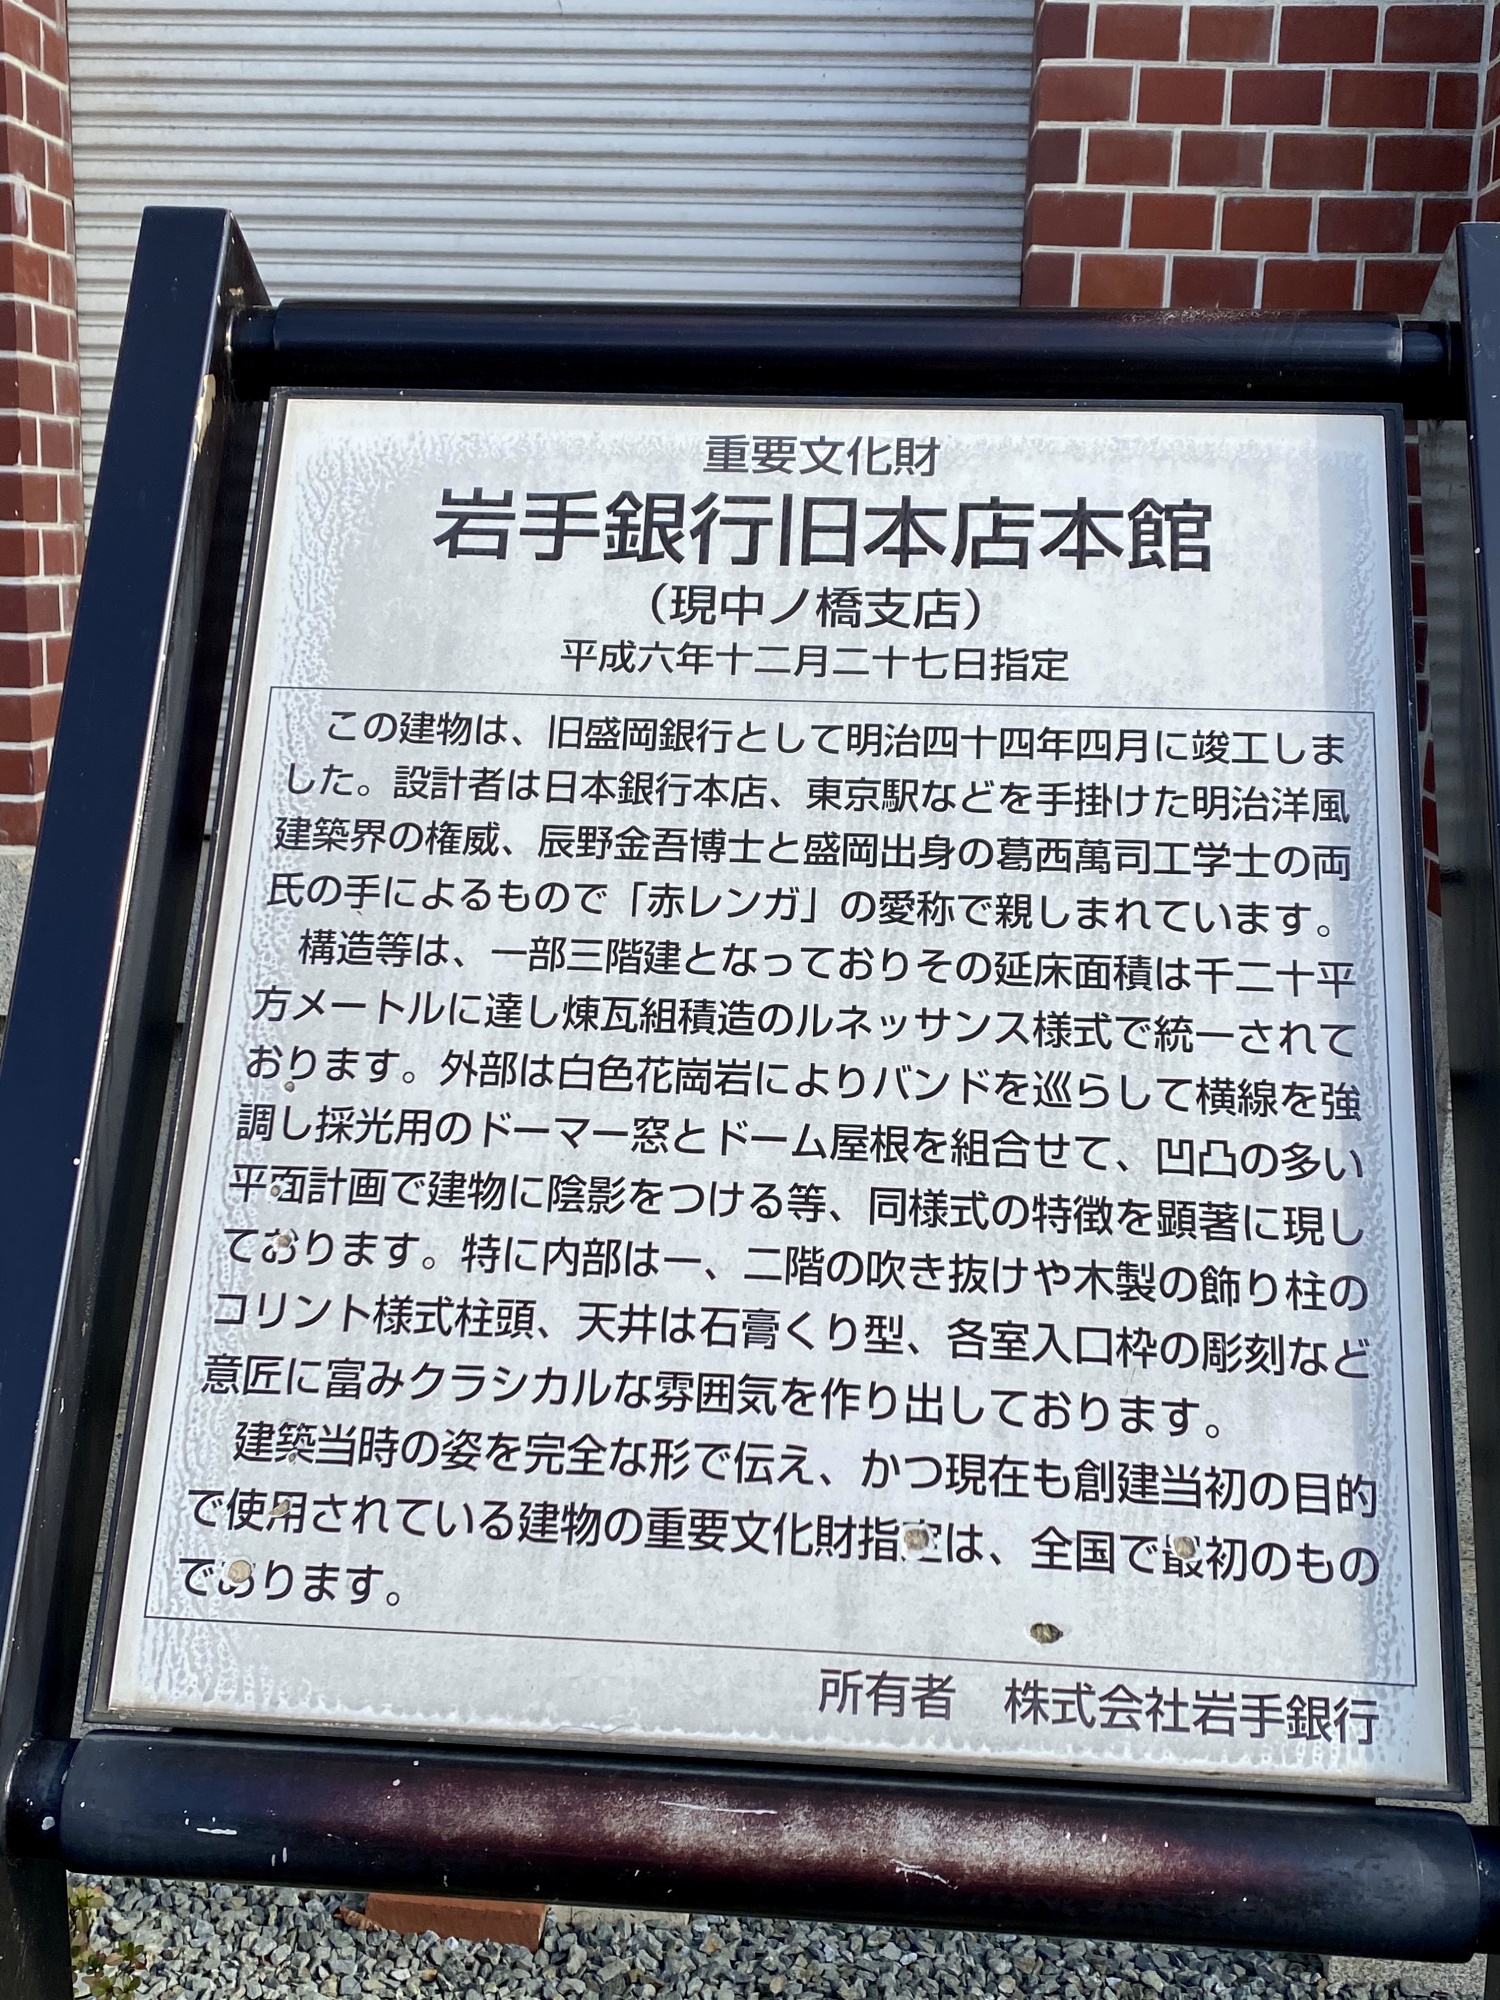 重要文化財
岩手銀行旧本店本館
（現中ノ橋支店）
平成六年十二月二十七日指定
この建物は、旧盛岡銀行として明治四十四年四月に竣工しま
した。設計者は日本銀行本店、東京駅などを手掛けた明治洋風
建築界の権威、辰野金吾博士と盛岡出身の葛西萬司工学士の両
氏の手によるもので「赤レンガ」の愛称で親しまれています。
構造等は、一部三階建となっておりその延床面積は千二十平
方メートルに達し煉瓦組積造のルネッサンス様式で統一されて
おります。外部は白色花崗岩によりバンドを巡らして横線を強
調し採光用のドーマー窓とドーム屋根を組合せて、凹凸の多い
平面計画で建物に陰影をつける等、同様式の特徴を顕著に現し
ております。特に内部は一、二階の吹き抜けや木製の飾り柱の
コリント様式柱頭、天井は石膏くり型、各室入口枠の彫刻など
意匠に富みクラシカルな雰囲気を作り出しております。
建築当時の姿を完全な形で伝え、かつ現在も創建当初の目的
で使用されている建物の重要文化財指定は、全国で最初のもの
であります。
所有者　株式会社岩手銀行